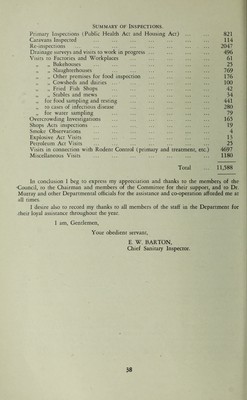 SUMMARY OF INSPECTIONS.
Primary Inspections (Public Health Act and Housing Act) ... ... 821
Caravans Inspected ... ... ... ... ... ... ... 114
Re-inspections ... ... ... ... ... ... ... ... 2047
Drainage surveys and visits to work in progress ... ... ... ... 496
Visits to Factories and Workplaces ... ... ... ... ... 61
„ „ Bakehouses ... ... ... ... ... ... 25
„ „ Slaughterhouses ... ... ... ... ... ... 769
„ „ Other premises for food inspection ... ... ... ... 176
„ „ Cowsheds and dairies ... ... ... ... ... 100
„ „ Fried Fish Shops ... ... ... ... ... ... 42
„ „ Stables and mews ... ... ... ... ... ... 54
„ for food sampling and testing ... ... ... ... ... 441
„ to cases of infectious disease ... ... ... ... ... 280
„ for water sampling ... ... ... ... ... ... 79
Overcrowding Investigations ... ... ... ... ... ... 165
Shops Acts inspections ... ... ... ... ... ... 19
Smoke Observations ... ... ... ... ... ... ... 4
Explosive Act Visits ... ... ... ... ... ... ... 13
Petroleum Act Visits ... ... ... ... ... ... ... 25
Visits in connection with Rodent Control (primary and treatment, etc.) 4697
Miscellaneous Visits ... ... ... ... ... ... ... 1180
Total ... 11,588
In conclusion I beg to express my appreciation and thanks to the members of the
Council, to the Chairman and members of the Committee for their support, and to Dr.
Murray and other Departmental officials for the assistance and co-operation afforded me at
all times.
I desire also to record my thanks to all members of the staff in the Department for
their loyal assistance throughout the year.
I am, Gentlemen,
Your obedient servant,
E. W. BARTON,
Chief Sanitary Inspector.
38